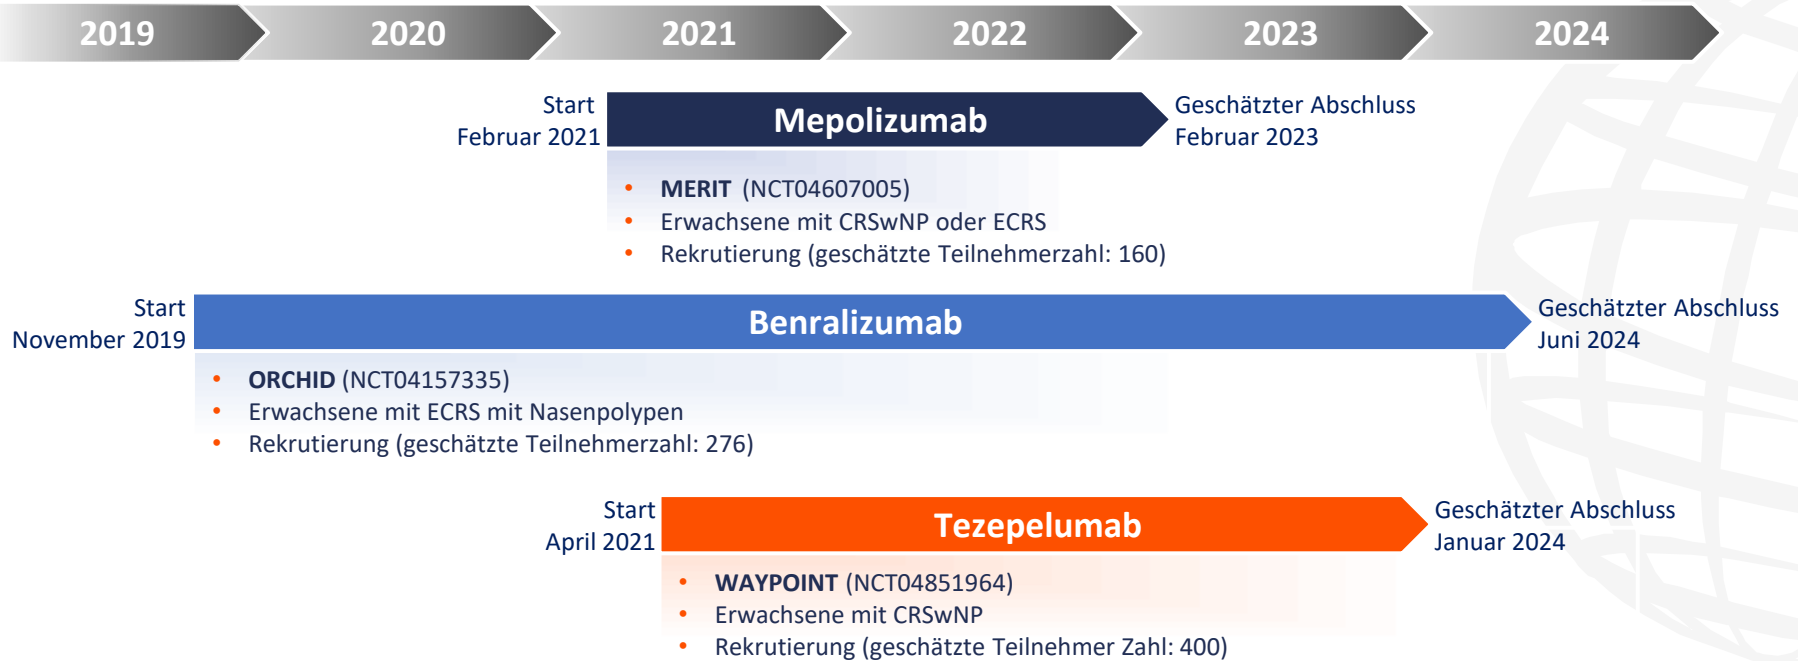 2019 2020 2021 2022 2023 2024
Start
Februar 2021
Mepolizumab
Geschätzter Abschluss
Februar 2023
• MERIT (NCT04607005)
• Erwachsene mit CRSwNP oder ECRS
• Rekrutierung (geschätzte Teilnehmerzahl: 160)
Start
November 2019
Benralizumab
Geschätzter Abschluss
Juni 2024
• ORCHID (NCT04157335)
• Erwachsene mit ECRS mit Nasenpolypen
• Rekrutierung (geschätzte Teilnehmerzahl: 276)
Start
April 2021
Tezepelumab
Geschätzter Abschluss
Januar 2024
• WAYPOINT (NCT04851964)
• Erwachsene mit CRSwNP
• Rekrutierung (geschätzte Teilnehmer Zahl: 400)